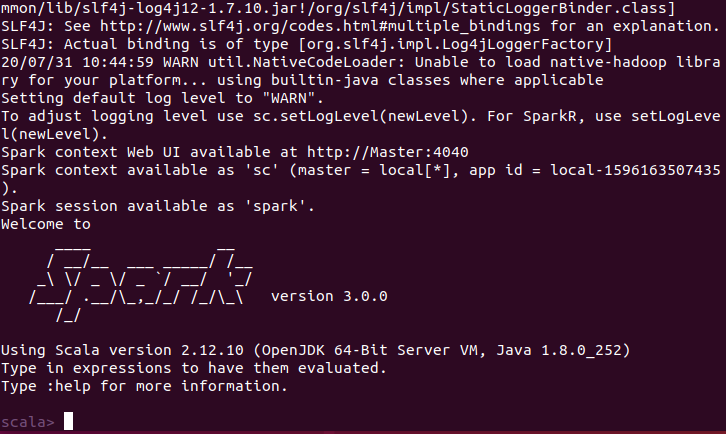 mmon/lib/slf4j-log4j12-1.7.10.jar!/org/slf4j/impl/StaticLoggerBinder.class]
SLF4J: See http://www.slf4j.org/codes.html#multiple_bindings for an explanation.
SLF4J: Actual binding is of type [org.slf4j.impl.Log4jLoggerFactory]
20/07/31 10:44:59 WARN util.NativeCodeLoader: Unable to load native-hadoop libra
ry for your platform... using builtin-java classes where applicable
Setting default log level to "WARN".
To adjust logging level use sc.setLogLevel(newLevel). For SparkR, use setLogLeve
l(newLevel).
Spark context Web UI available at http://Master:4040
Spark context available as 'sc' (master = local[*], app id = local-1596163507435
).
Spark session available as 'spark'.
Welcome to
      ____              __
     / __/__  ___ _____/ /__
    _\ \/ _ \/ _ `/ __/  '_/
   /___/ .__/\_,_/_/ /_/\_\   version 3.0.0
      /_/
Using Scala version 2.12.10 (OpenJDK 64-Bit Server VM, Java 1.8.0_252)
Type in expressions to have them evaluated.
Type :help for more information.
scala>